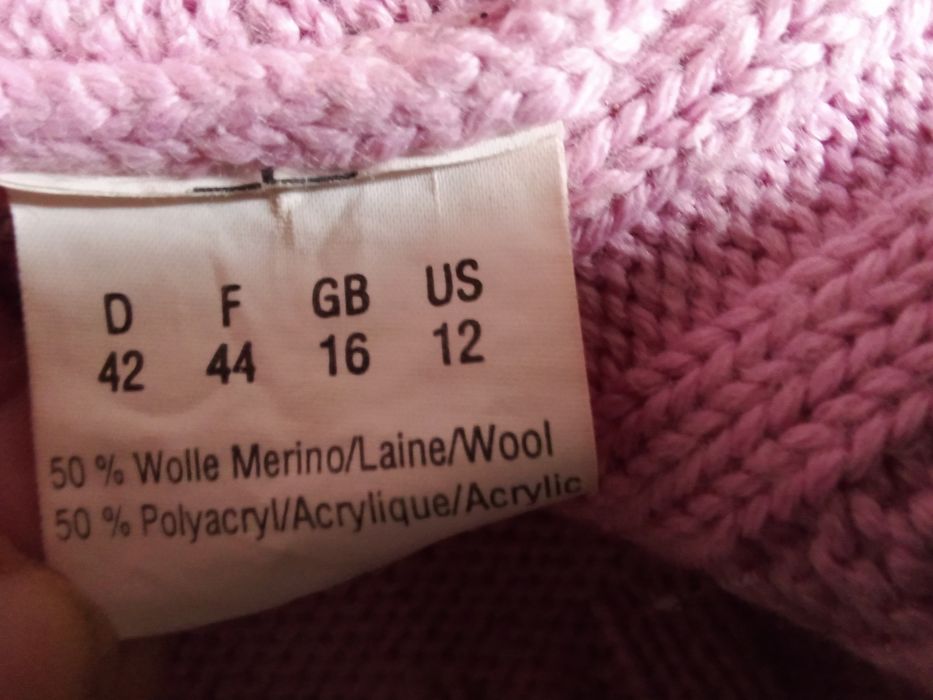 D F GB US
42 44 16 12
50 % Wolle Merino/Laine/Wool
50 % Polyacryl/Acrylique/Acrylic